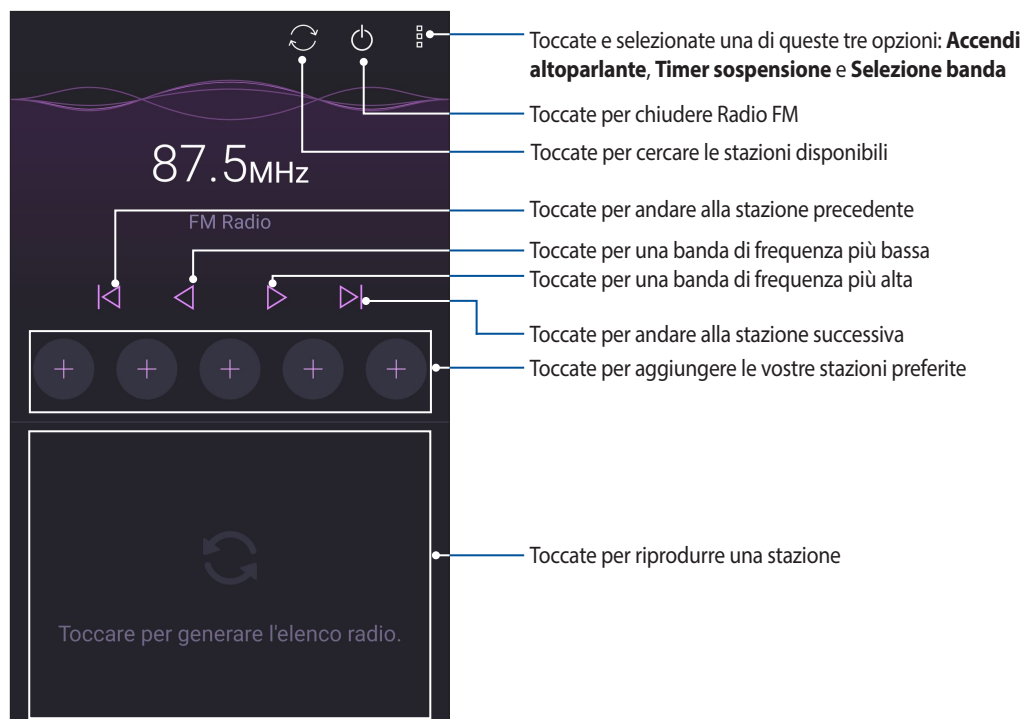 Toccate e selezionate una di queste tre opzioni: Accendi
altoparlante, Timer sospensione e Selezione banda
Toccate per chiudere Radio FM
Toccate per cercare le stazioni disponibili
87.5MHz
FM Radio
Toccate per andare alla stazione precedente
Toccate per una banda di frequenza più bassa
Toccate per una banda di frequenza più alta
Toccate per andare alla stazione successiva
Toccate per aggiungere le vostre stazioni preferite
Toccate per riprodurre una stazione
Toccare per generare l'elenco radio.